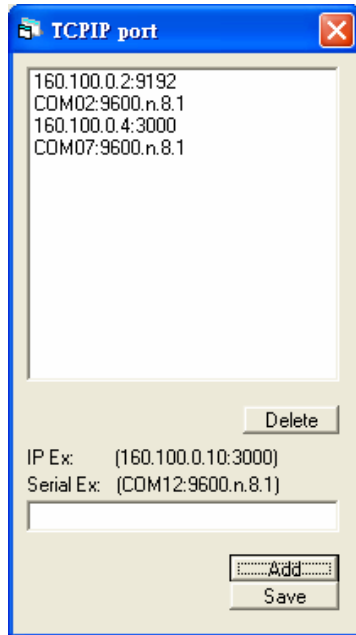 TCPIP port
160.100.0.2:9192
COM02:9600.n.8.1
160.100.0.4:3000
COM07:9600.n.8.1
Delete
IP Ex: (160.100.0.10:3000)
Serial Ex: (COM12:9600.n.8.1)
Add
Save